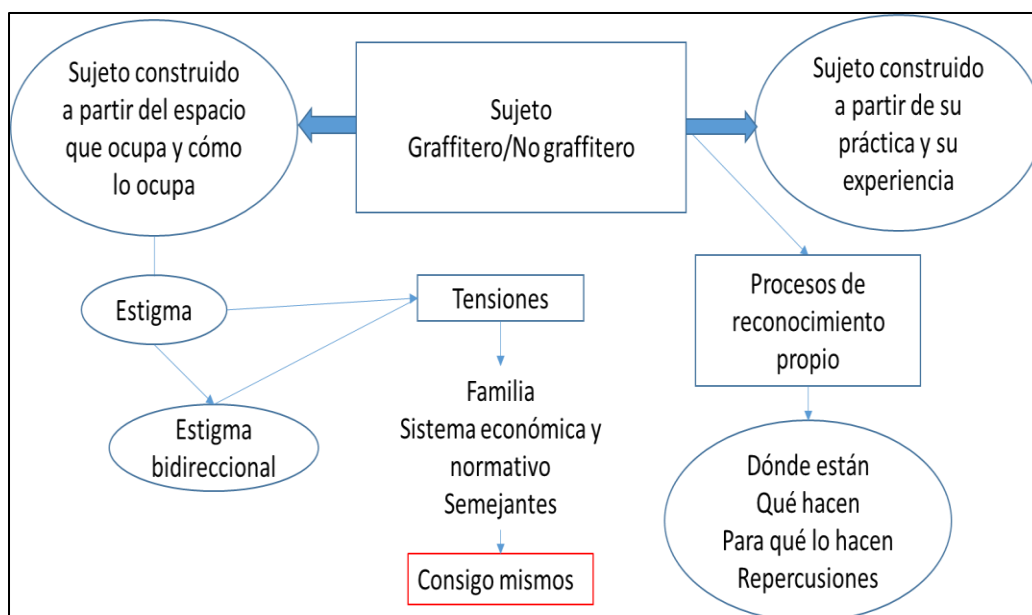 Sujeto construido
a partir del espacio
que ocupa y cómo
lo ocupa
Sujeto
Graffitero/No graffitero
Sujeto construido
a partir de su
práctica y su
experiencia
Estigma
Tensiones
Procesos de
reconocimiento
propio
Estigma
bidireccional
Familia
Sistema económica y
normativo
Semejantes
Consigo mismos
Dónde están
Qué hacen
Para qué lo hacen
Repercusiones